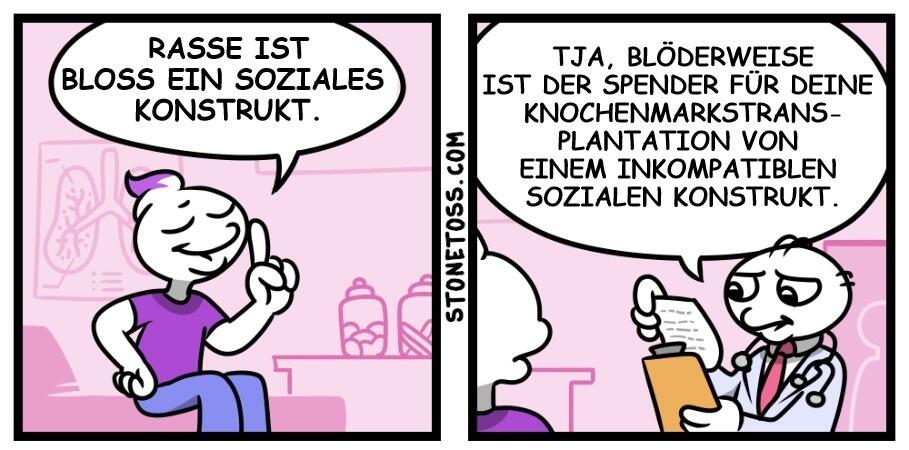 RASSE IST
BLOSS EIN SOZIALES
KONSTRUKT.
STONETOSS.COM
TJA, BLÖDERWEISE
IST DER SPENDER FÜR DEINE
KNOCHENMARKSTRANS-
PLANTATION VON
EINEM INKOMPATIBLEN
SOZIALEN KONSTRUKT.